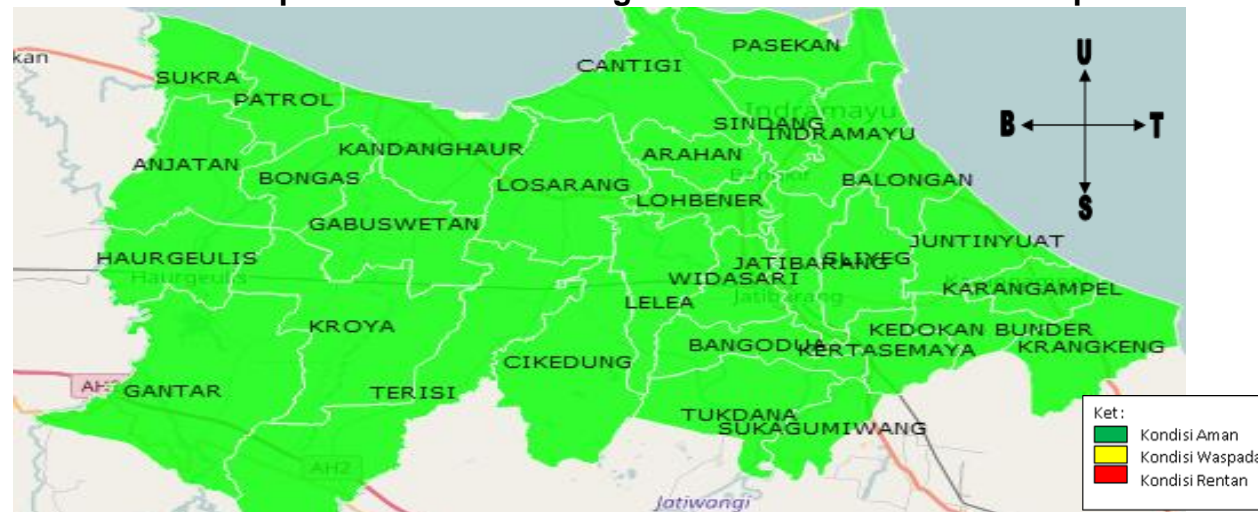 PASEKAN
CANTIGI
U
kan
SUKRA
PATROL
Indramayu
SINDANG
INDRAMAYU
B
T
KANDANGHAUR
ARAHAN
ANJATAN
BONGAS
LOSARANG
BALONGAN
LOHBENER
S
GABUSWETAN
JUNTINYUAT
HAURGEULIS
Haurgeulis
JATIBARANG
SLIYEG
WIDASARI
KARANGAMPEL
Jatibarang
LELEA
KROYA
KEDOKAN BUNDER
BANGODUA
KERTASEMAYA
KRANGKENG
CIKEDUNG
GANTAR
TERISI
TUKDANA
SUKAGUMIWANG
AH2
Jatiwangi
Ket :
Kondisi Aman
Kondisi Waspada
Kondisi Rentan